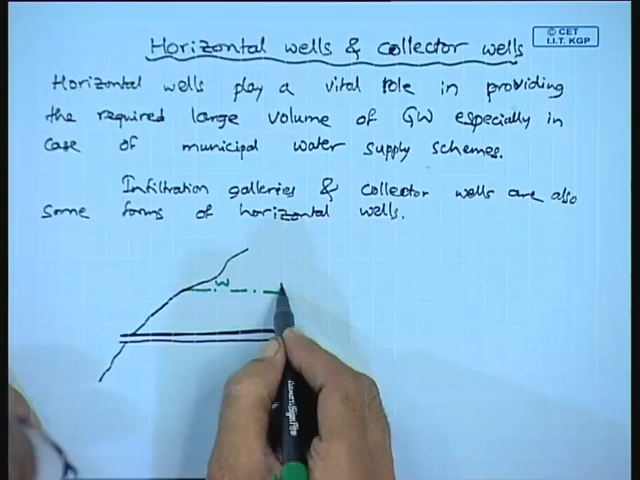 Horizontal wells & collector wells
© CET
I.I.T. KGP
Horizontal wells play a vital role in providing
the required large volume of GW especially in
case of municipal water supply schemes.
Infiltration galleries & collector wells are also
some forms of horizontal wells.
W